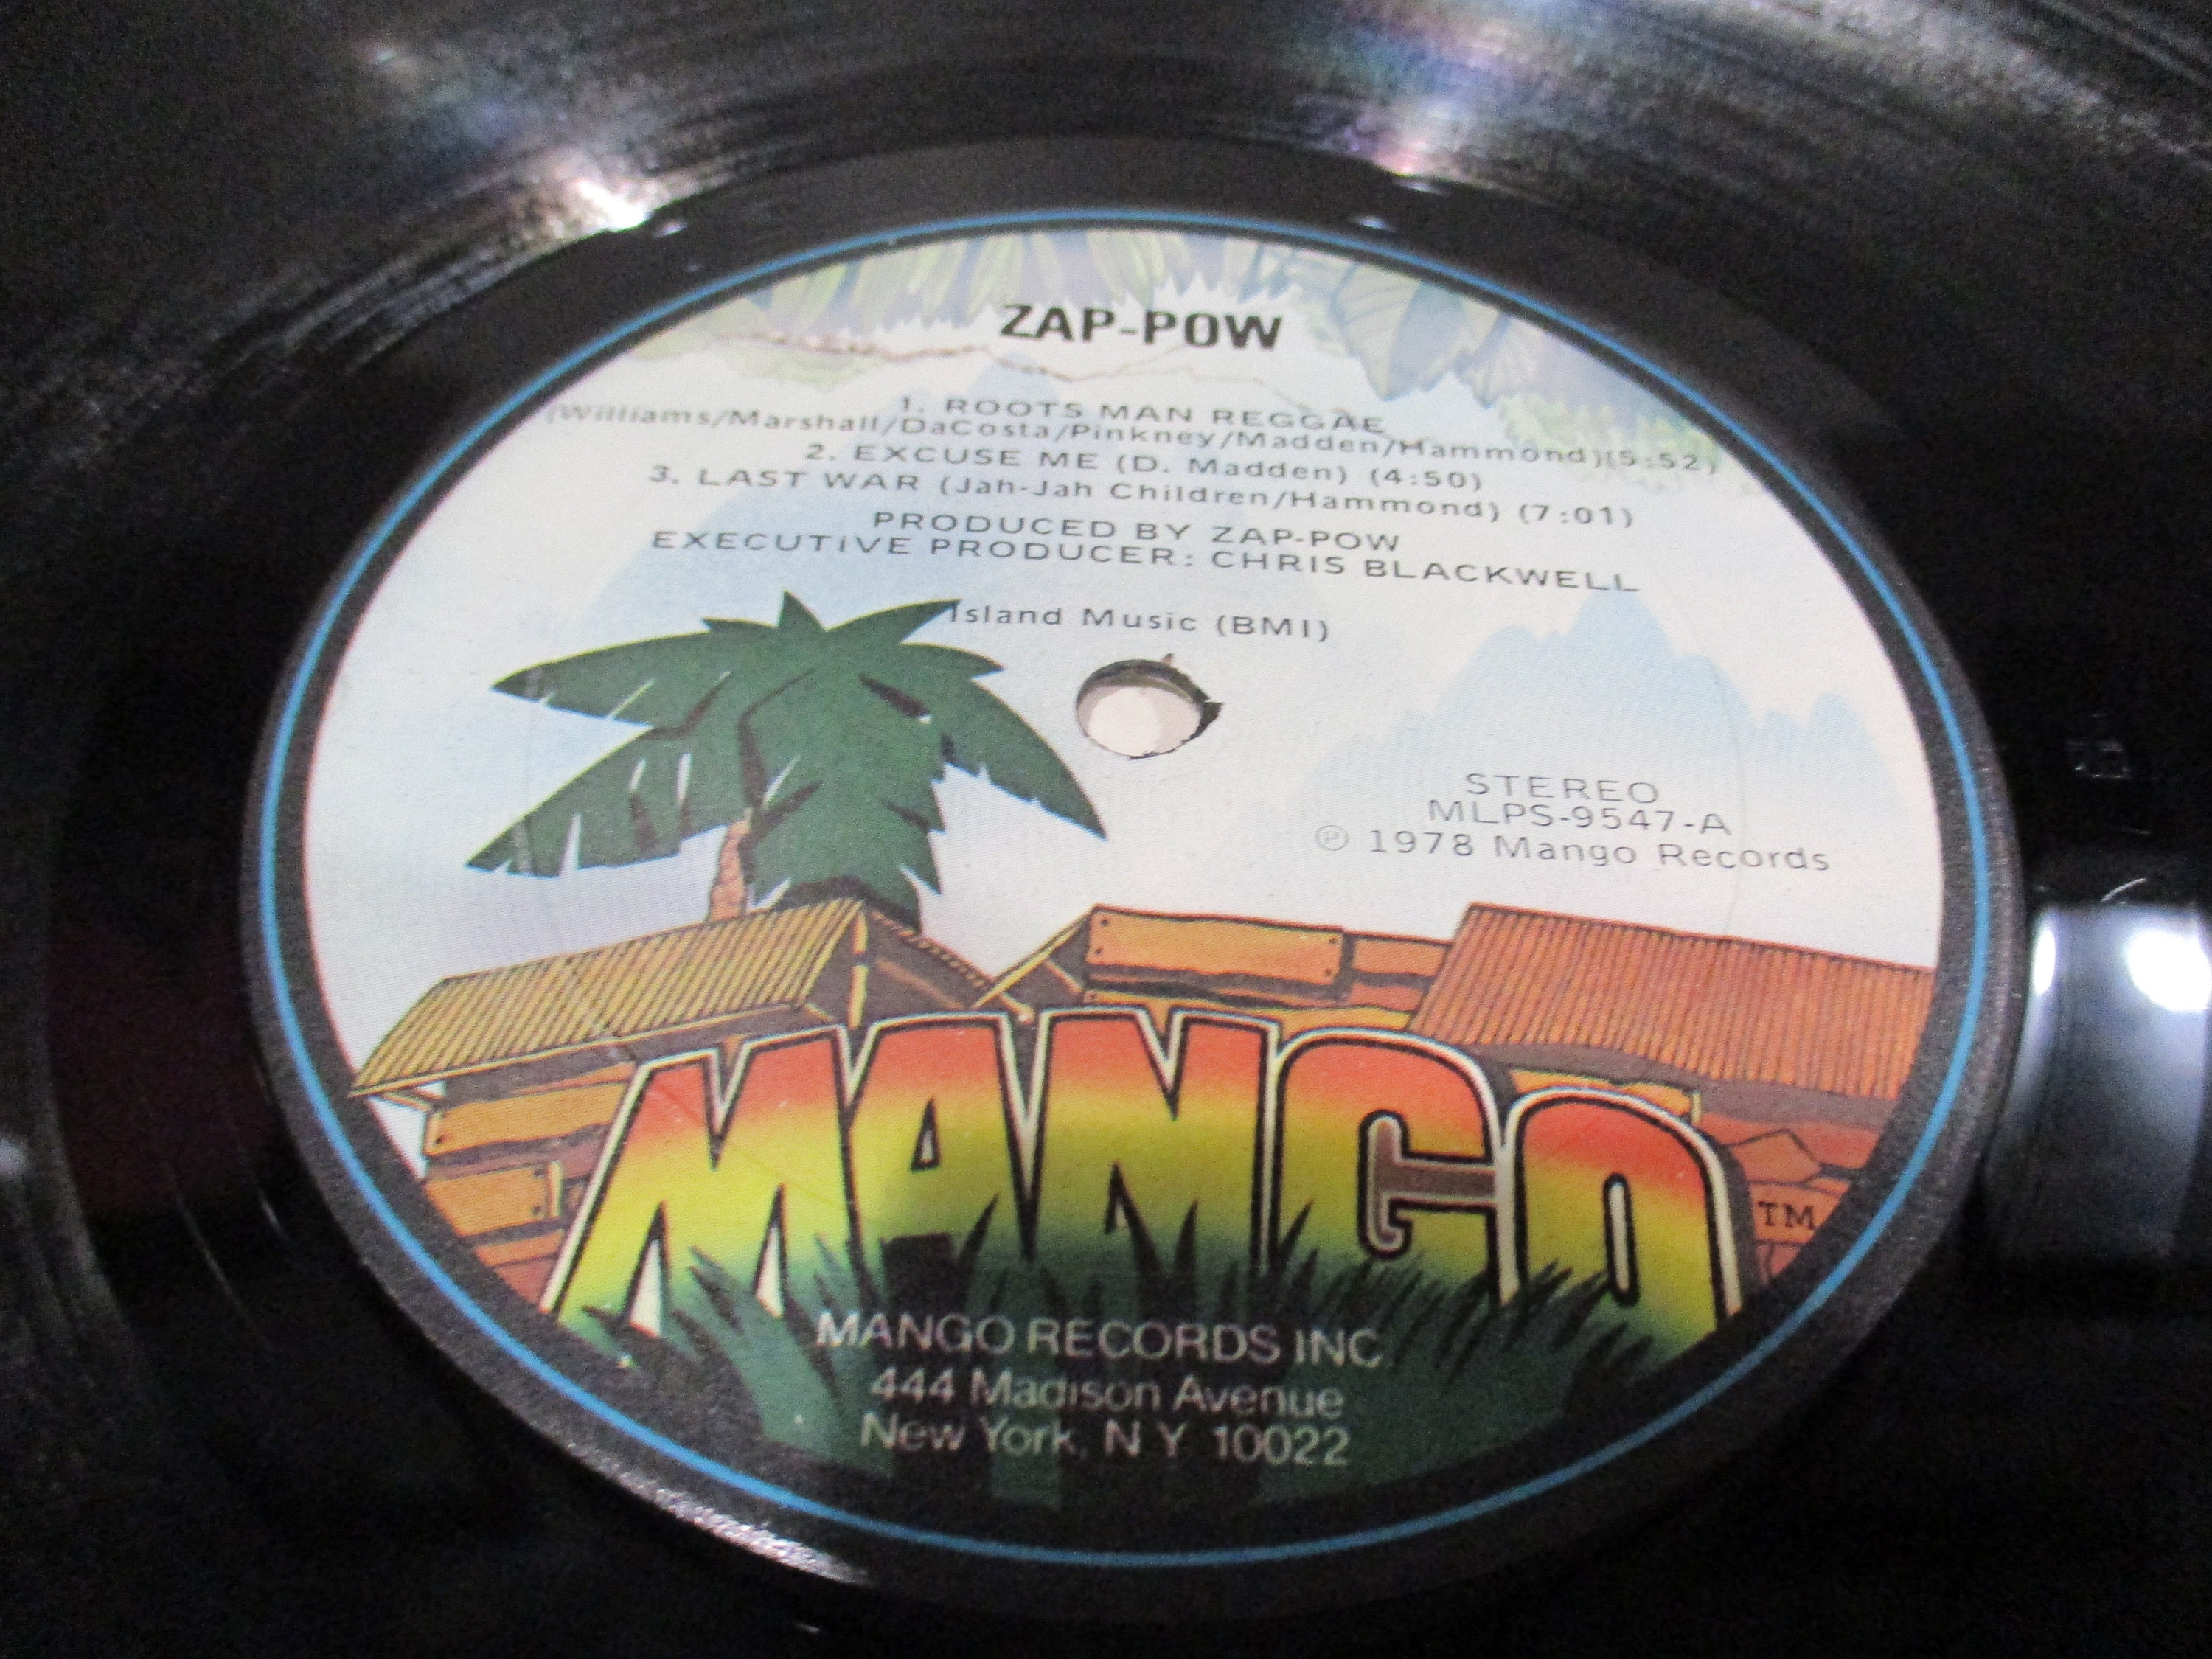 ZAP-POW
1. ROOTS MAN REGGAE
(Williams/Marshall/DaCosta/Pinkney/Madden/Hammond)(5:52)
2. EXCUSE ME (D. Madden) (4:50)
3. LAST WAR (Jah-Jah Children/Hammond) (7:01)
PRODUCED BY ZAP-POW
EXECUTIVE PRODUCER: CHRIS BLACKWELL
Island Music (BMI)
STEREO
MLPS-9547-A
Ⓟ 1978 Mango Records
MANGO TM
MANGO RECORDS INC
444 Madison Avenue
New York, N Y 10022